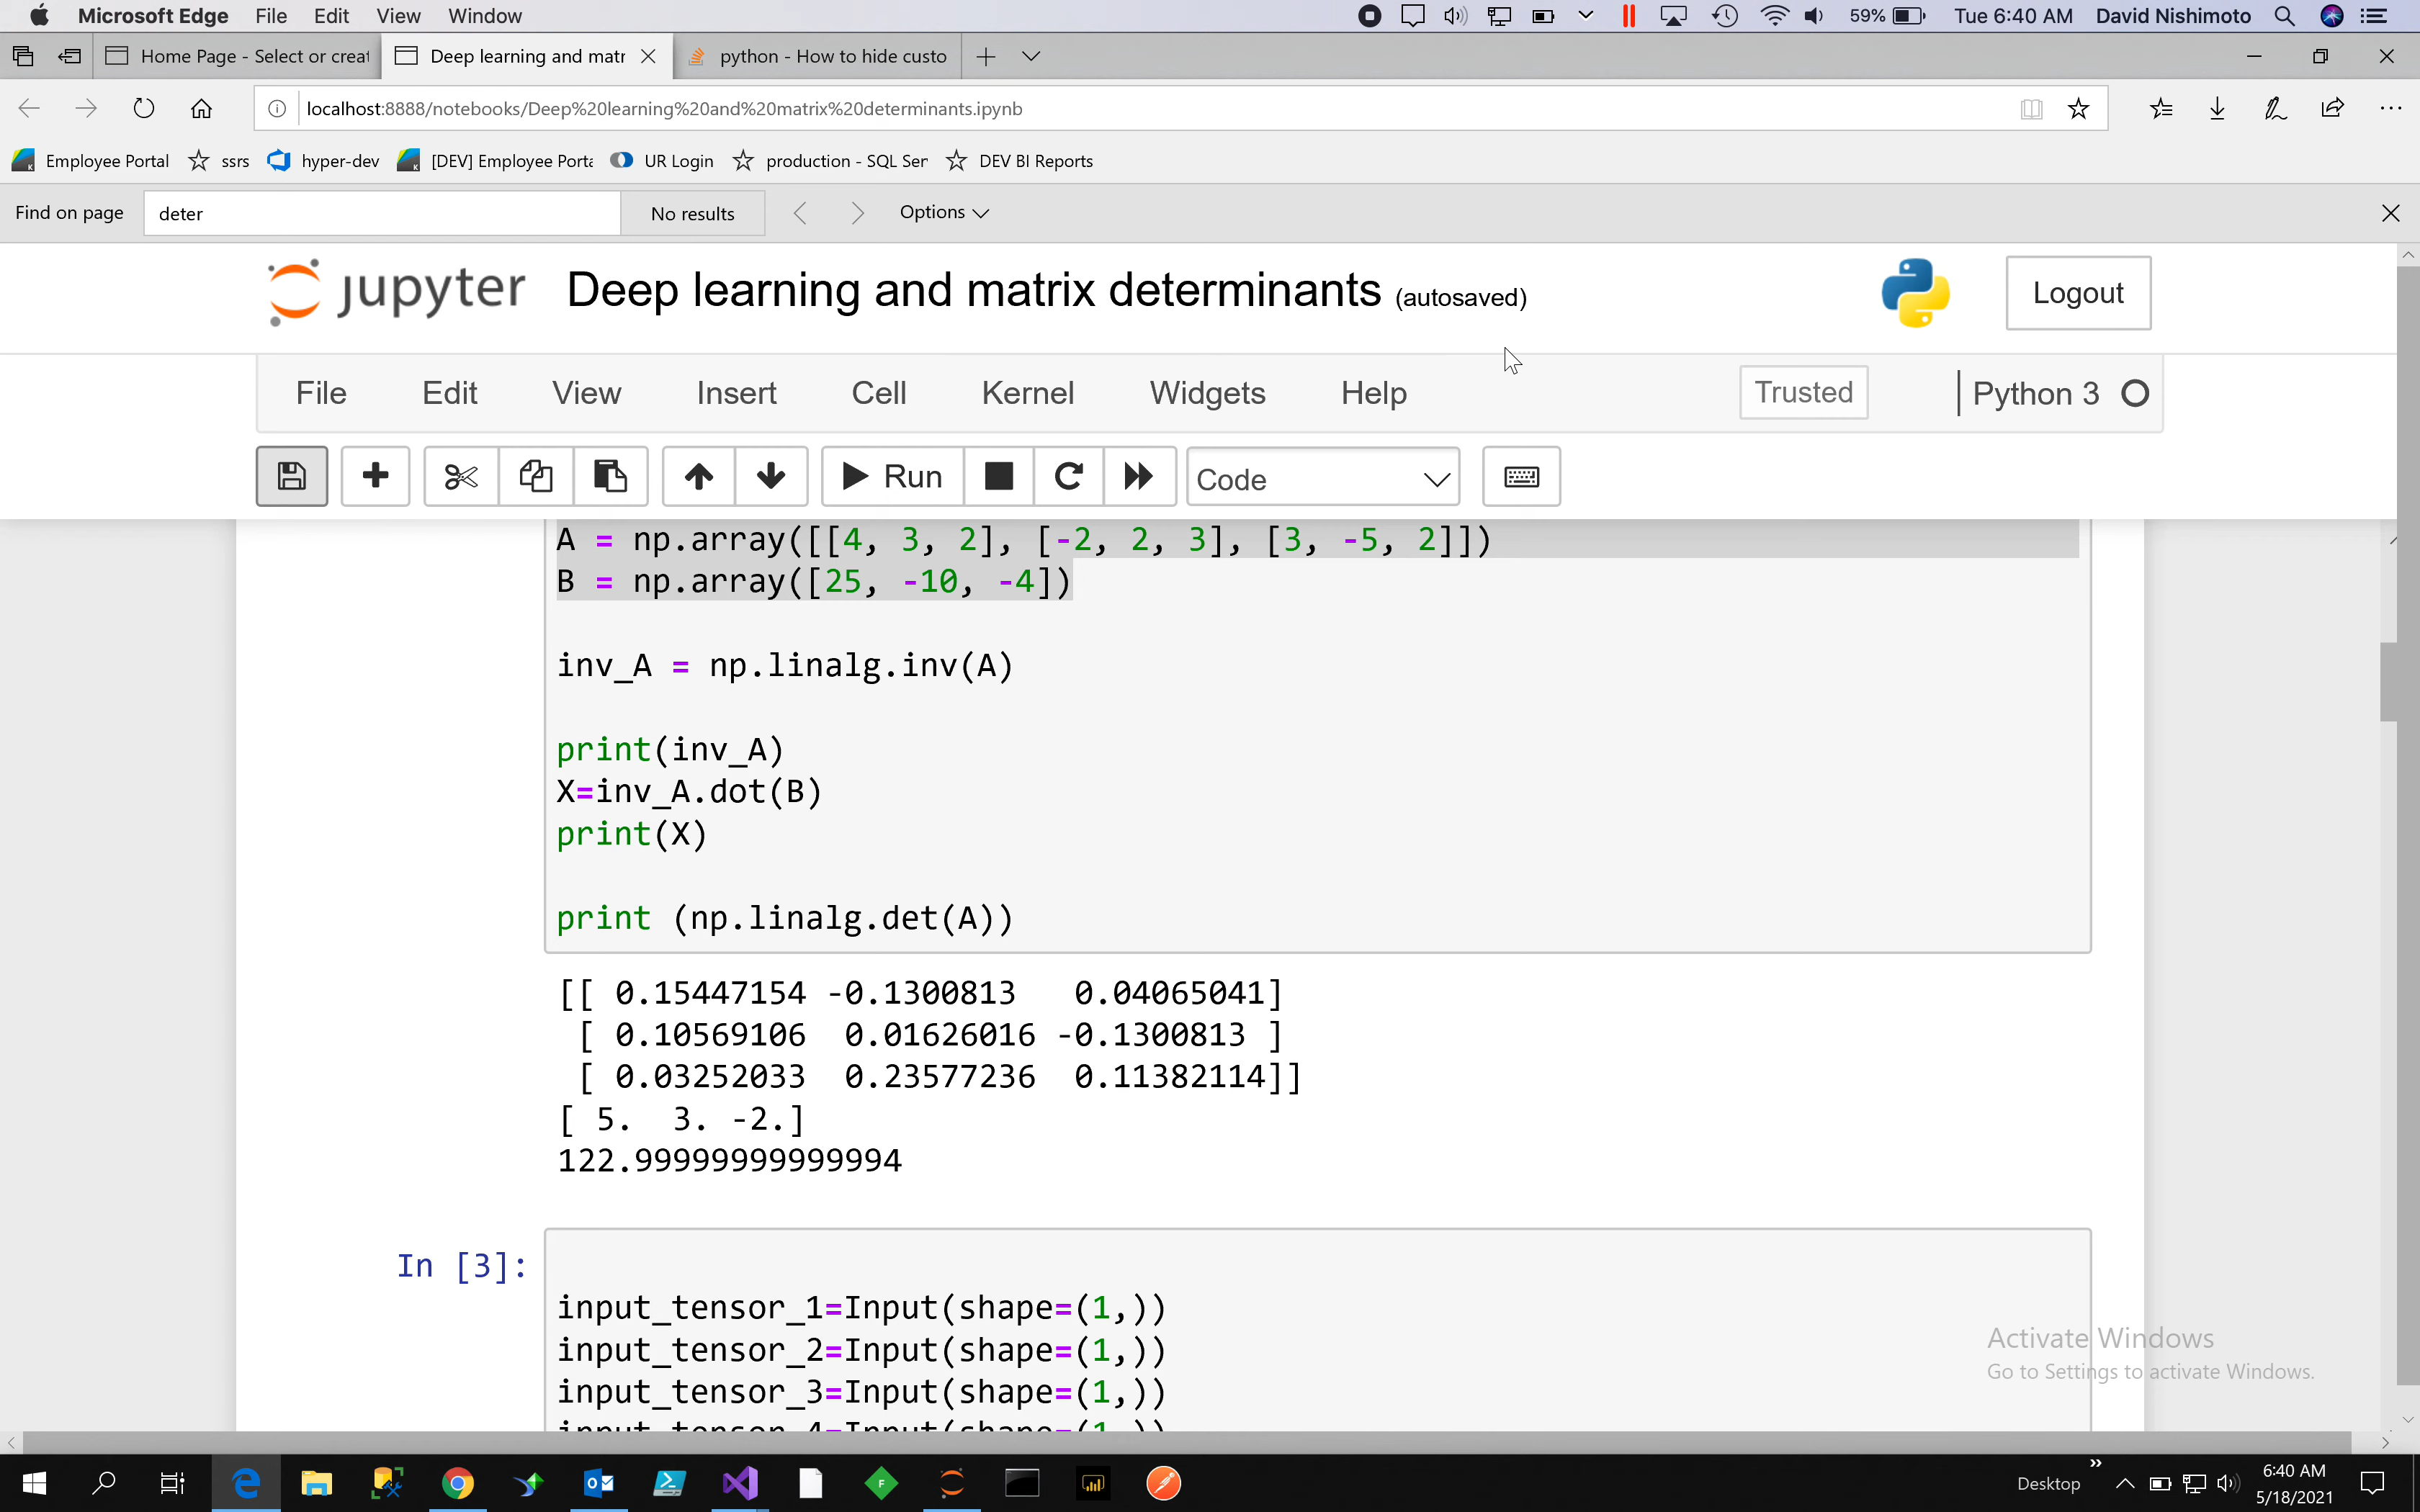 Microsoft Edge File Edit View Window 59% Tue 6:40 AM David Nishimoto
Home Page - Select or creat Deep learning and matr python - How to hide custo
localhost:8888/notebooks/Deep%20learning%20and%20matrix%20determinants.ipynb
Employee Portal ssrs hyper-dev [DEV] Employee Porta UR Login production - SQL Ser DEV BI Reports
Find on page deter No results Options
jupyter Deep learning and matrix determinants (autosaved) Logout
File Edit View Insert Cell Kernel Widgets Help Trusted Python 3
Run Code
A = np.array([[4, 3, 2], [-2, 2, 3], [3, -5, 2]])
B = np.array([25, -10, -4])
inv_A = np.linalg.inv(A)
print(inv_A)
X=inv_A.dot(B)
print(X)
print (np.linalg.det(A))
[[ 0.15447154 -0.1300813   0.04065041]
 [ 0.10569106  0.01626016 -0.1300813 ]
 [ 0.03252033  0.23577236  0.11382114]]
[ 5.  3. -2.]
122.99999999999994
In [3]:
input_tensor_1=Input(shape=(1,))
input_tensor_2=Input(shape=(1,))
input_tensor_3=Input(shape=(1,))
input_tensor_4=Input(shape=(1,))
Activate Windows
Go to Settings to activate Windows.
Desktop 6:40 AM
5/18/2021